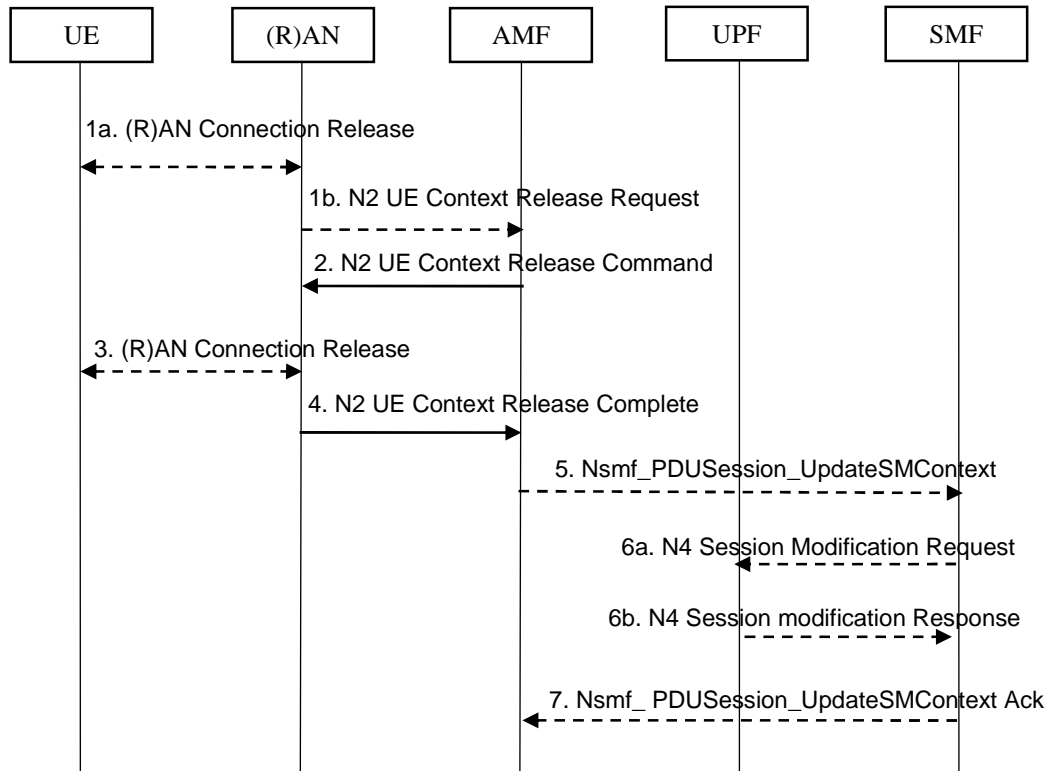 UE
(R)AN
AMF
UPF
SMF
1a. (R)AN Connection Release
1b. N2 UE Context Release Request
2. N2 UE Context Release Command
3. (R)AN Connection Release
4. N2 UE Context Release Complete
5. Nsmf_PDUSession_UpdateSMContext
6a. N4 Session Modification Request
6b. N4 Session modification Response
7. Nsmf_ PDUSession_UpdateSMContext Ack